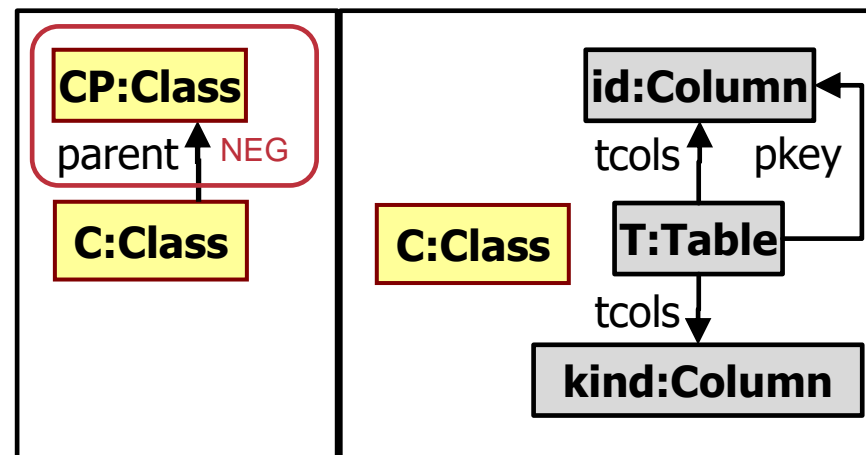 CP:Class
parent NEG
C:Class
id:Column
tcols pkey
C:Class T:Table
tcols
kind:Column